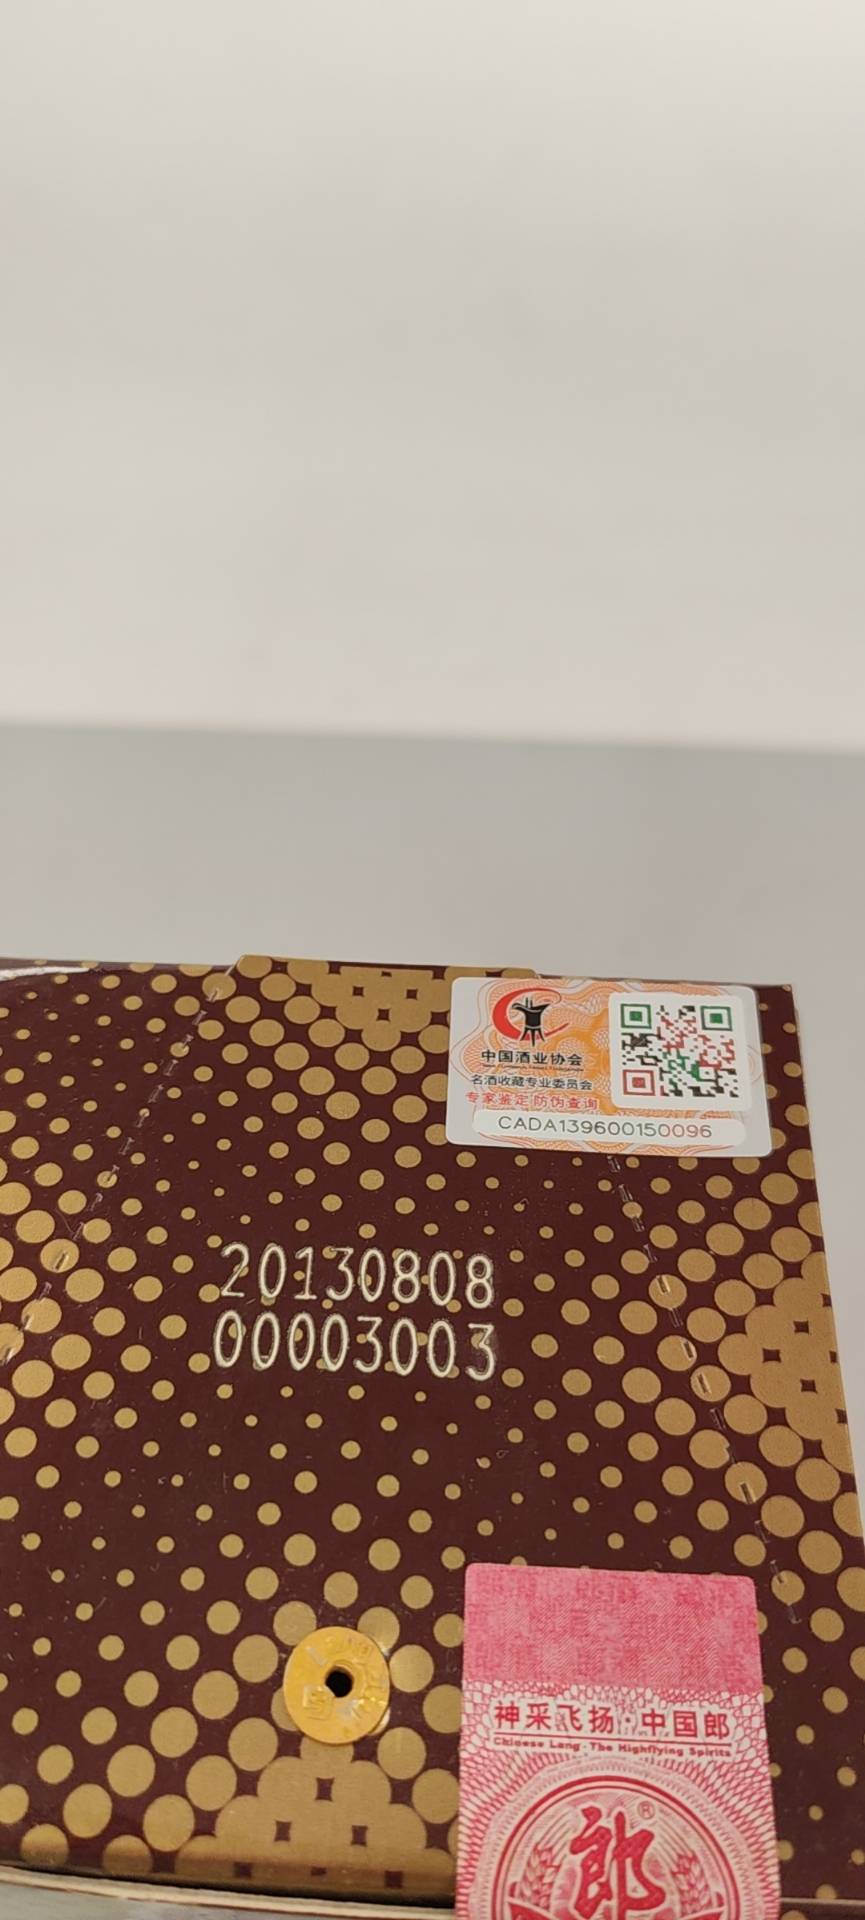 中国酒业协会
名酒收藏专业委员会
专家鉴定 防伪查询
CADA139600150096
20130808
00003003
神采飞扬·中国郎
Chinese Lang·The Highflying Spirits
郎®